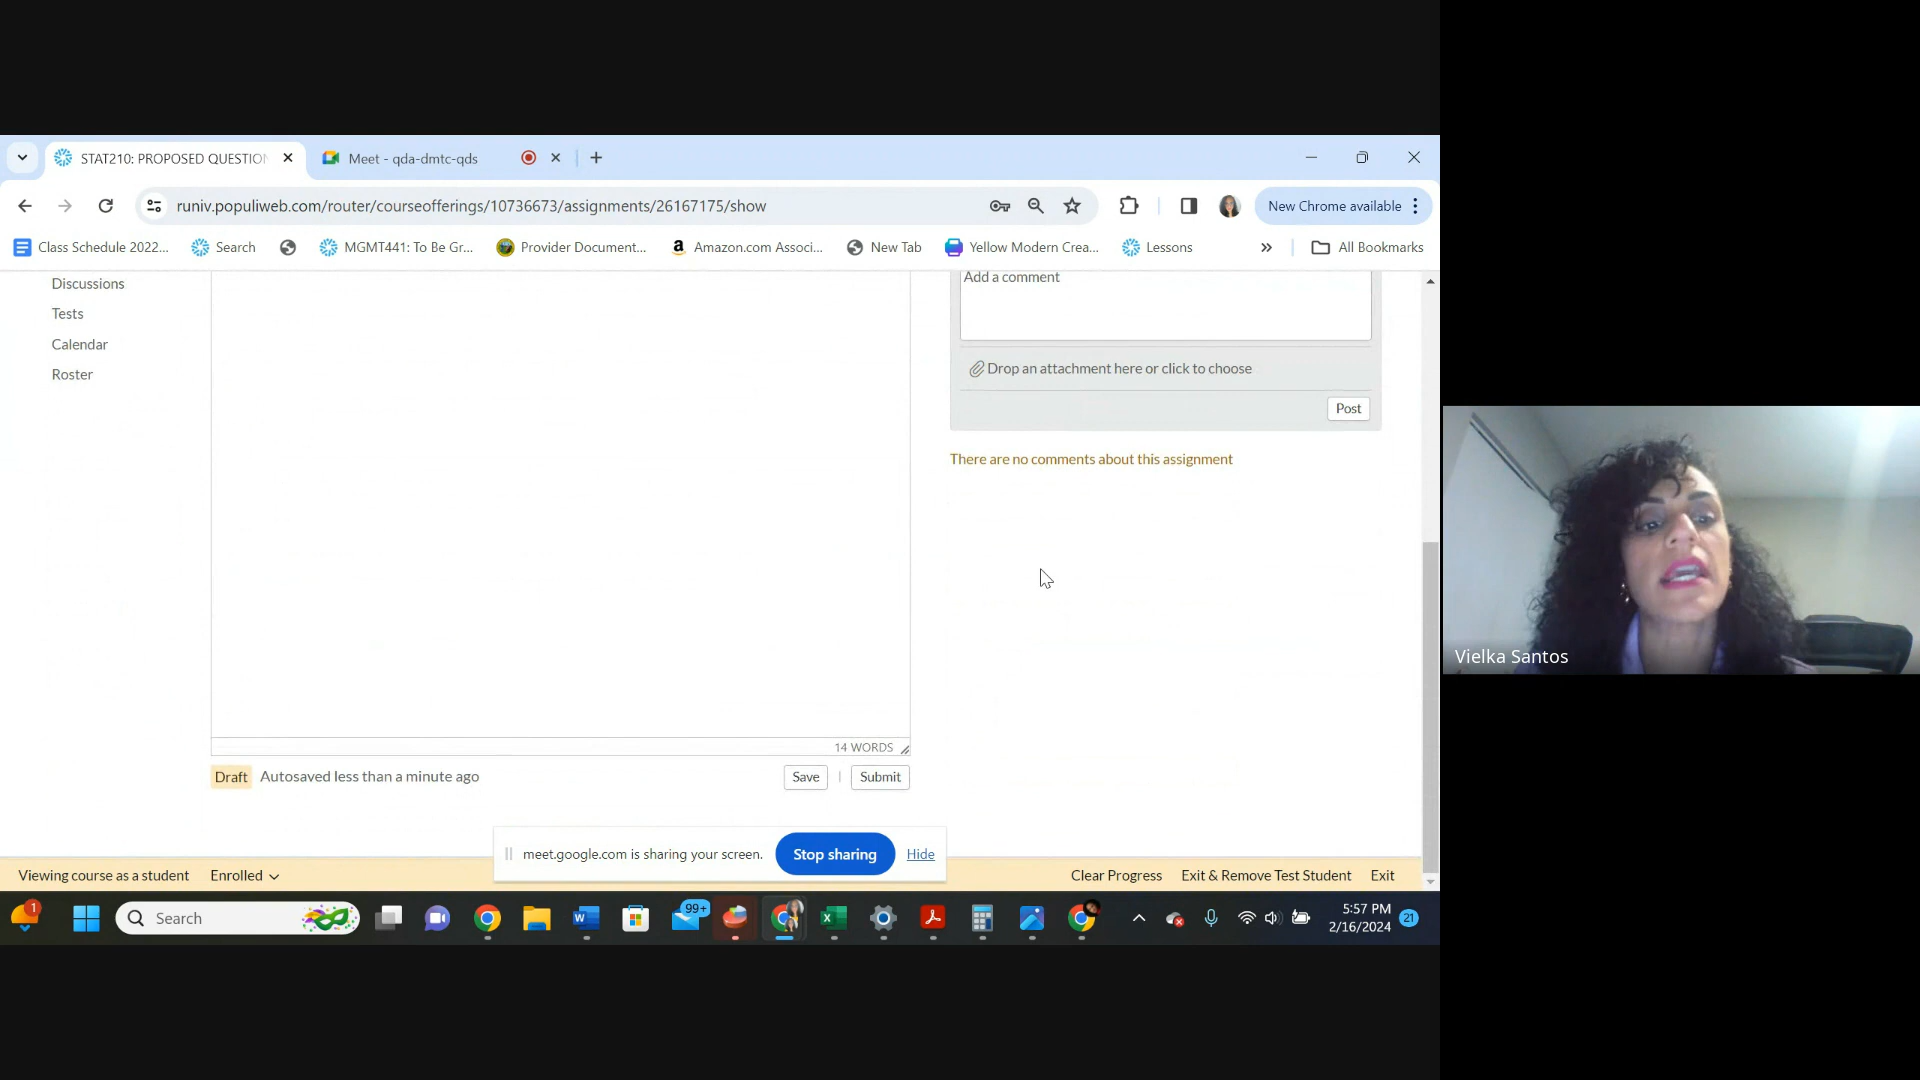 STAT210: PROPOSED QUESTION
Meet - qda-dmtc-qds
runiv.populiweb.com/router/courseofferings/10736673/assignments/26167175/show
New Chrome available
Class Schedule 2022...
Search
MGMT441: To Be Gr...
Provider Document...
Amazon.com Associ...
New Tab
Yellow Modern Crea...
Lessons
All Bookmarks
Discussions
Tests
Calendar
Roster
Add a comment
Drop an attachment here or click to choose
Post
There are no comments about this assignment
14 WORDS
Draft
Autosaved less than a minute ago
Save
Submit
meet.google.com is sharing your screen.
Stop sharing
Hide
Viewing course as a student
Enrolled
Clear Progress
Exit & Remove Test Student
Exit
1
Search
99+
5:57 PM
2/16/2024
21
Vielka Santos